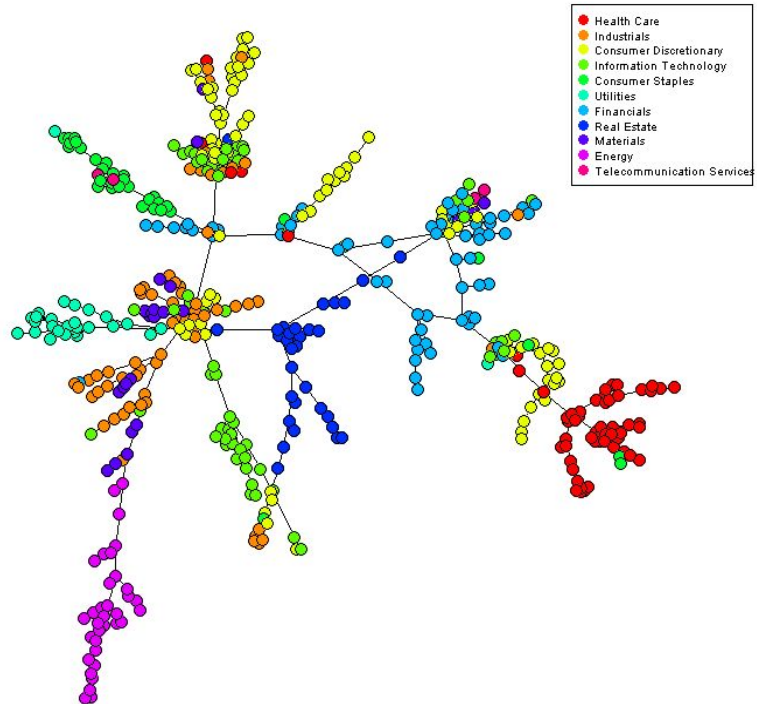 Health Care
Industrials
Consumer Discretionary
Information Technology
Consumer Staples
Utilities
Financials
Real Estate
Materials
Energy
Telecommunication Services